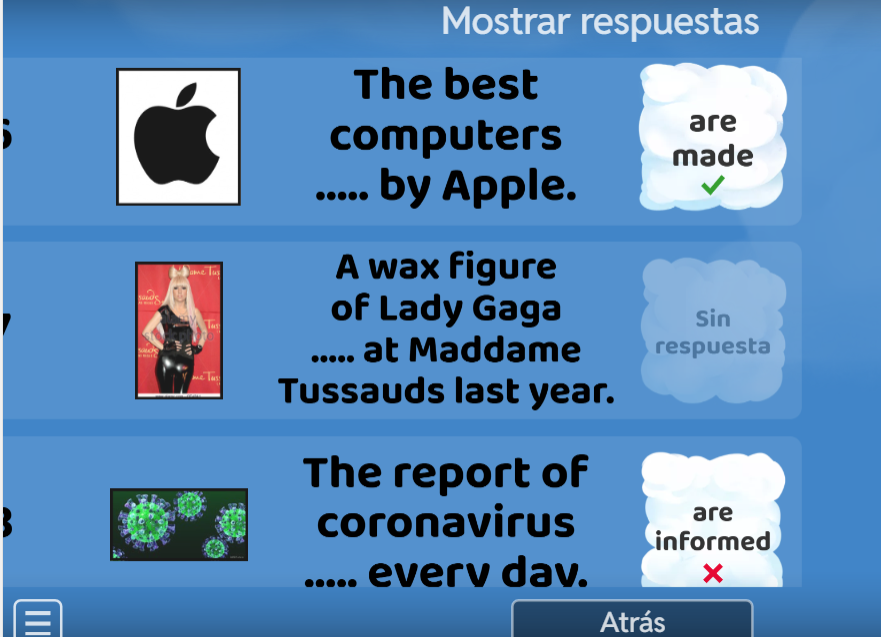 Mostrar respuestas
6
The best
computers
..... by Apple.
are
made
7
A wax figure
of Lady Gaga
..... at Maddame
Tussauds last year.
Sin
respuesta
8
The report of
coronavirus
..... every day.
are
informed
Atrás